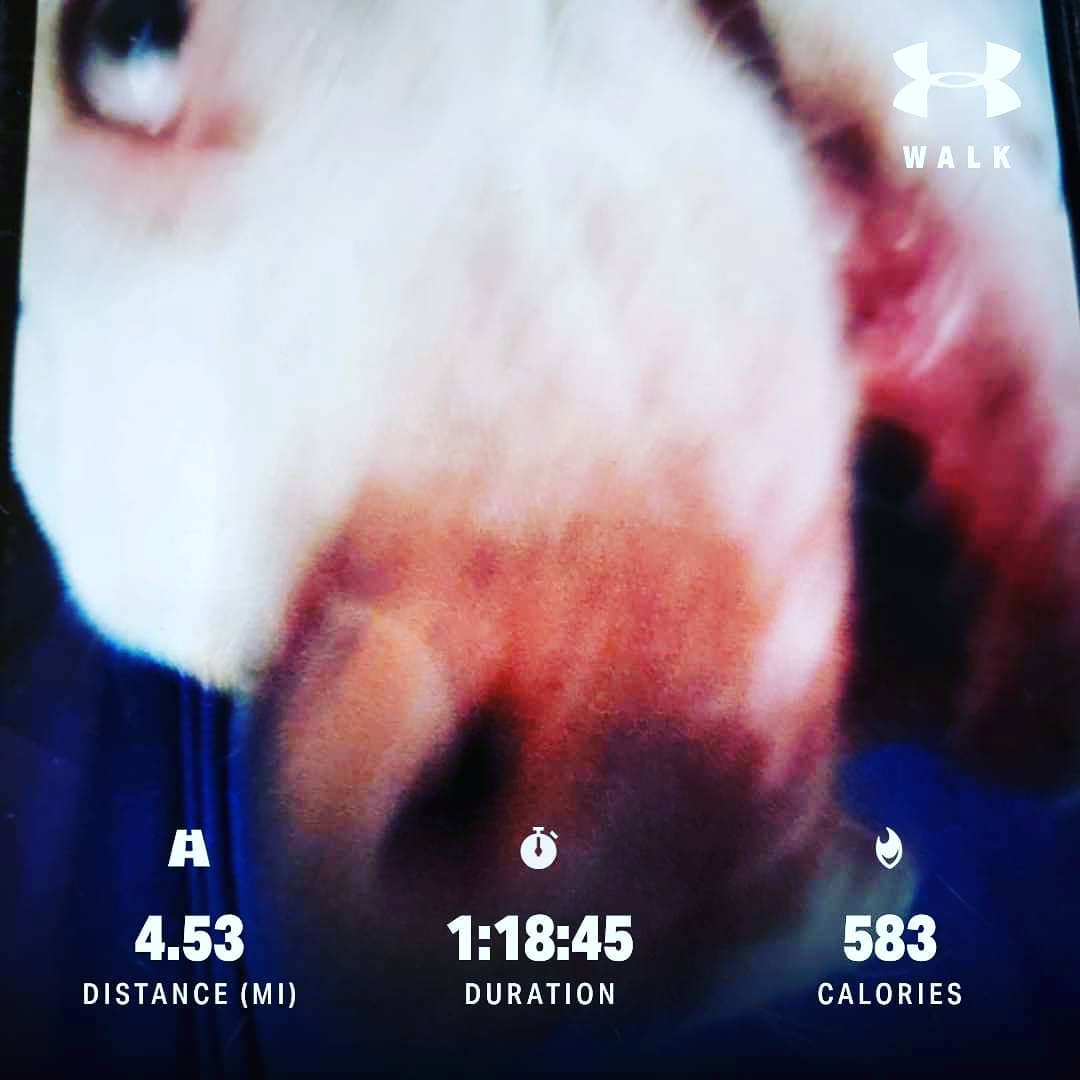 WALK
4.53
1:18:45
583
DISTANCE (MI)
DURATION
CALORIES